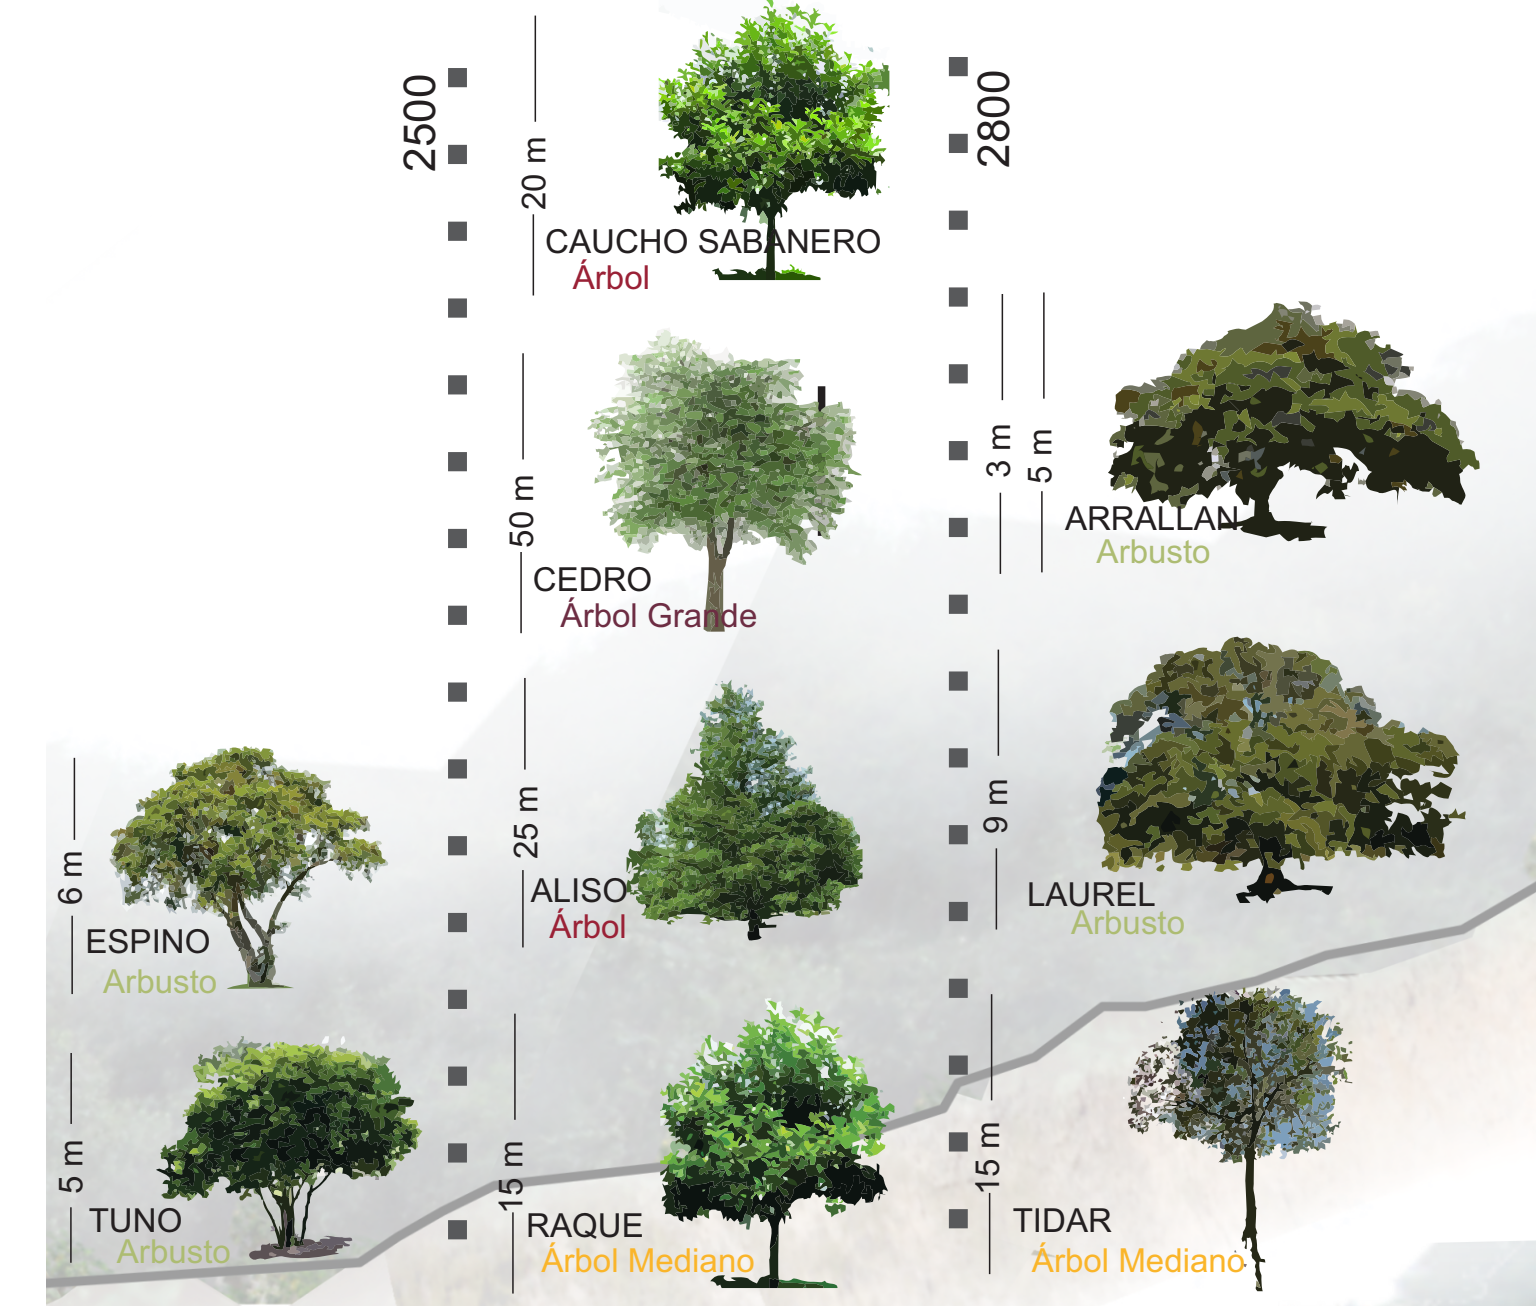 2500
2800
20 m
CAUCHO SABANERO
Árbol
50 m
CEDRO
Árbol Grande
3 m
5 m
ARRALLAN
Arbusto
25 m
ALISO
Árbol
9 m
LAUREL
Arbusto
6 m
ESPINO
Arbusto
5 m
TUNO
Arbusto
15 m
RAQUE
Árbol Mediano
15 m
TIDAR
Árbol Mediano